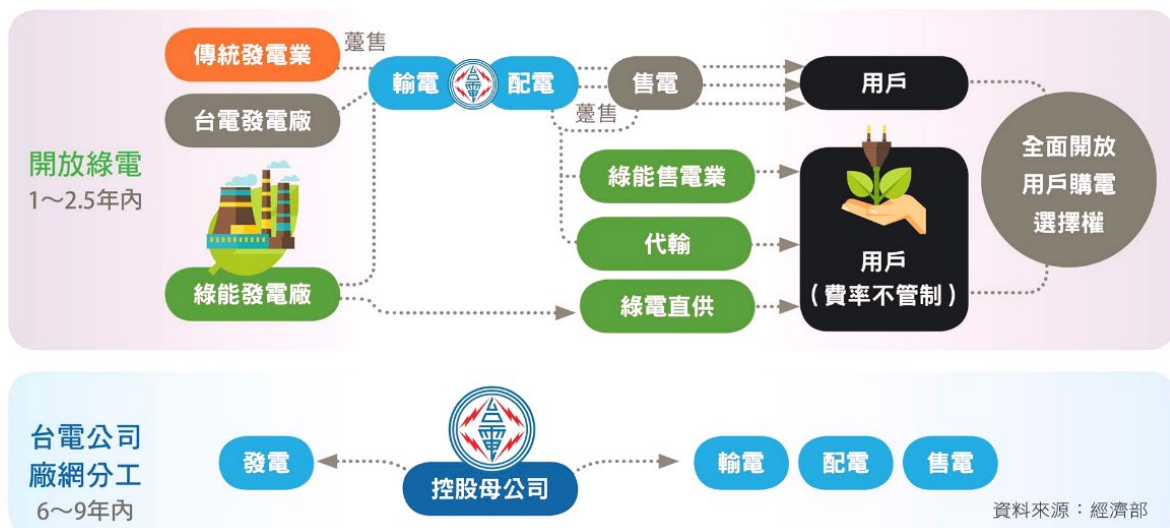 開放綠電
1～2.5年內
傳統發電業
躉售
台電發電廠
綠能發電廠
輸電
配電
售電
躉售
綠能售電業
代輸
綠電直供
用戶
用戶
（費率不管制）
全面開放
用戶購電
選擇權
台電公司
廠網分工
6～9年內
發電
控股母公司
輸電
配電
售電
資料來源：經濟部